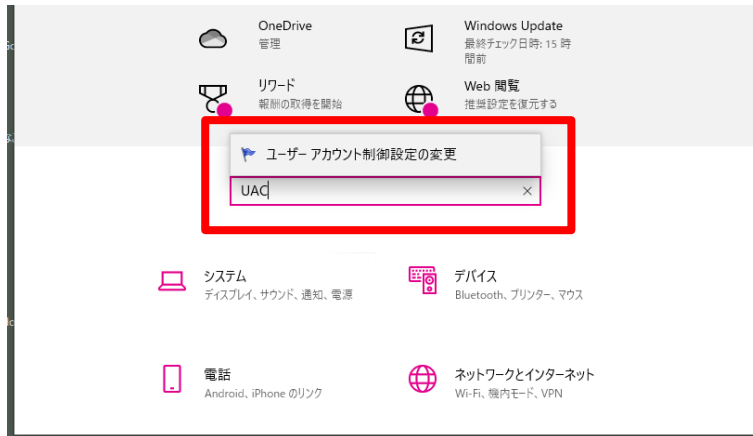 OneDrive
管理
Windows Update
最終チェック日時: 15 時
間前
リワード
報酬の取得を開始
Web 閲覧
推奨設定を復元する
ユーザー アカウント制御設定の変更
UAC
システム
ディスプレイ、サウンド、通知、電源
デバイス
Bluetooth、プリンター、マウス
電話
Android、iPhone のリンク
ネットワークとインターネット
Wi-Fi、機内モード、VPN